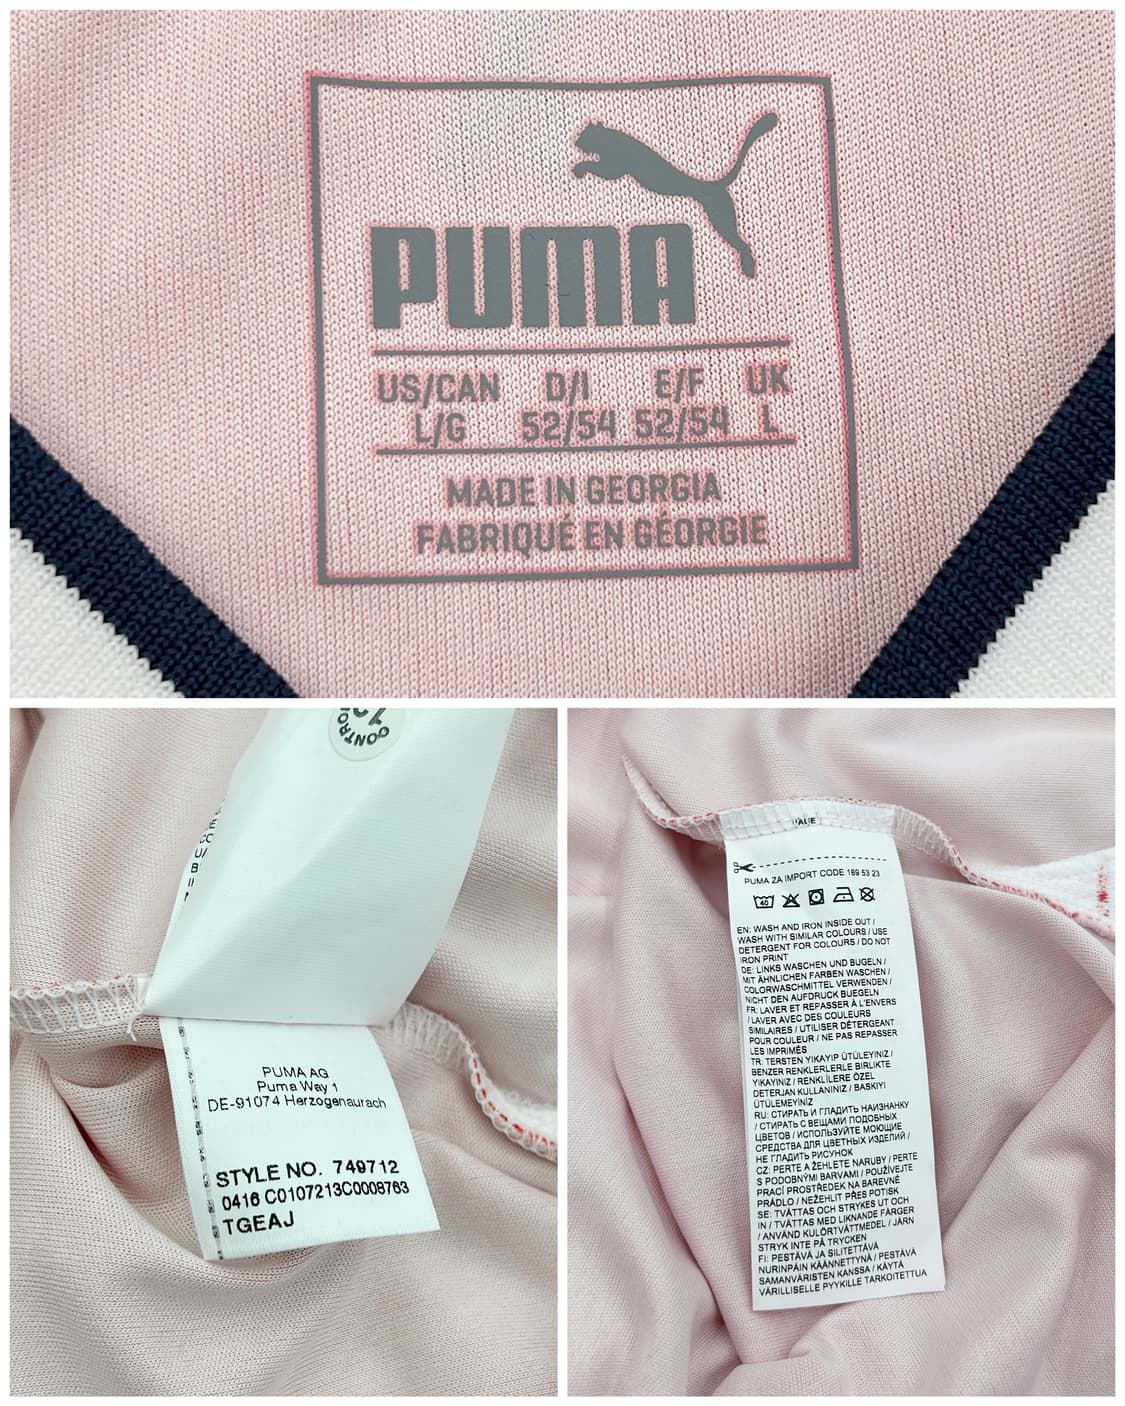 PUMA
US/CAN D/I E/F UK
L/G 52/54 52/54 L
MADE IN GEORGIA
FABRIQUÉ EN GÉORGIE
PUMA AG
Puma Way 1
DE-91074 Herzogenaurach
STYLE NO. 749712
0416 C0107213C0008763
TGEAJ
PUMA ZA IMPORT CODE 189 53 23
40
EN: WASH AND IRON INSIDE OUT /
WASH WITH SIMILAR COLOURS / USE
DETERGENT FOR COLOURS / DO NOT
IRON PRINT
DE: LINKS WASCHEN UND BUGELN /
MIT ÄHNLICHEN FARBEN WASCHEN /
COLORWASCHMITTEL VERWENDEN /
NICHT DEN AUFDRUCK BUEGELN
FR: LAVER ET REPASSER À L'ENVERS
/ LAVER AVEC DES COULEURS
SIMILAIRES / UTILISER DÉTERGEANT
POUR COULEUR / NE PAS REPASSER
LES IMPRIMÉS
TR: TERSTEN YIKAYIP ÜTÜLEYINIZ /
BENZER RENKLERLERLE BIRLIKTE
YIKAYINIZ / RENKLİLERE ÖZEL
DETERJAN KULLANINIZ / BASKIYI
ÜTÜLEMEYİNİZ
RU: СТИРАТЬ И ГЛАДИТЬ НАИЗНАНКУ
/ СТИРАТЬ С ВЕЩАМИ ПОДОБНЫХ
ЦВЕТОВ / ИСПОЛЬЗУЙТЕ МОЮЩИЕ
СРЕДСТВА ДЛЯ ЦВЕТНЫХ ИЗДЕЛИЙ /
НЕ ГЛАДИТЬ РИСУНОК
CZ: PERTE A ŽEHLETE NARUBY / PERTE
S PODOBNÝMI BARVAMI / POUŽÍVEJTE
PRACÍ PROSTŘEDEK NA BAREVNÉ
PRÁDLO / NEŽEHLIT PŘES POTISK
SE: TVÄTTAS OCH STRYKES UT OCH
IN / TVÄTTAS MED LIKNANDE FÄRGER
/ ANVÄND KULÖRTVÄTTMEDEL / JÄRN
STRYK INTE PÅ TRYCKEN
FI: PESTÄVÄ JA SILITETTÄVÄ
NURINPÄIN KÄÄNNETTYNÄ / PESTÄVÄ
SAMANVÄRISTEN KANSSA / KÄYTÄ
VÄRILLISELLE PYYKILLE TARKOITETTUA